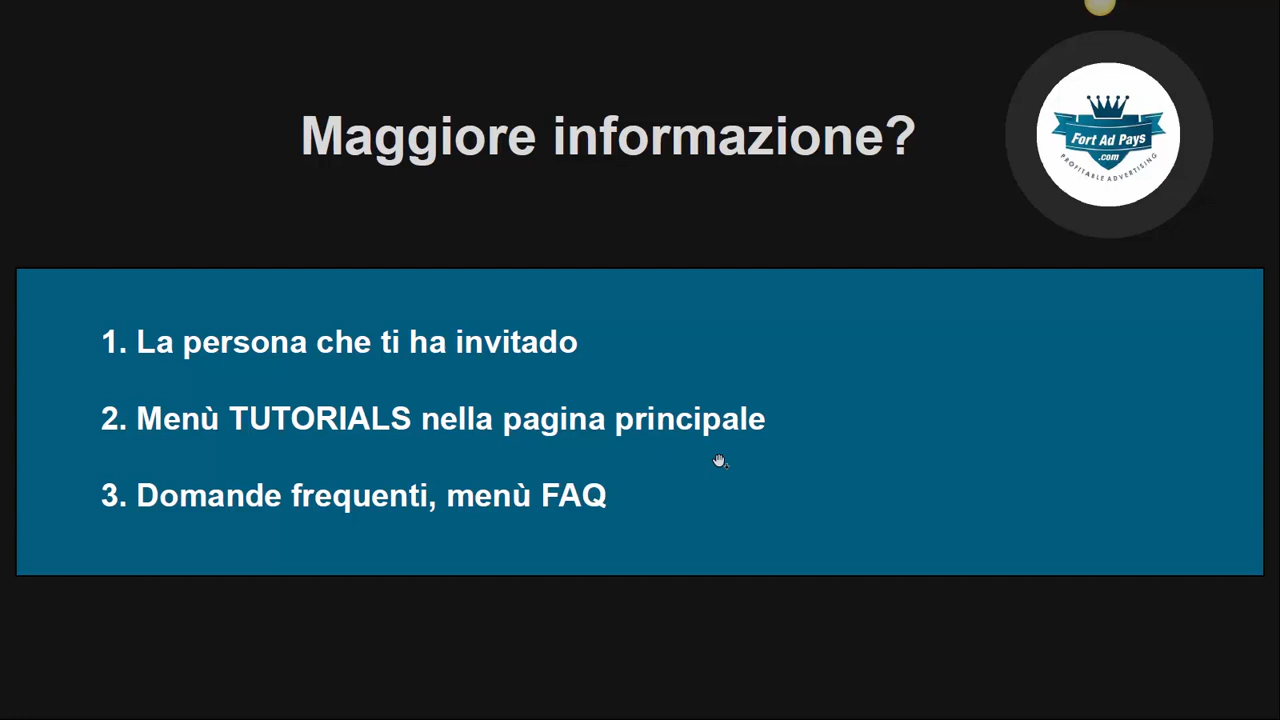 Maggiore informazione?
Fort Ad Pays
.com
PROFITABLE ADVERTISING
1. La persona che ti ha invitado
2. Menù TUTORIALS nella pagina principale
3. Domande frequenti, menù FAQ